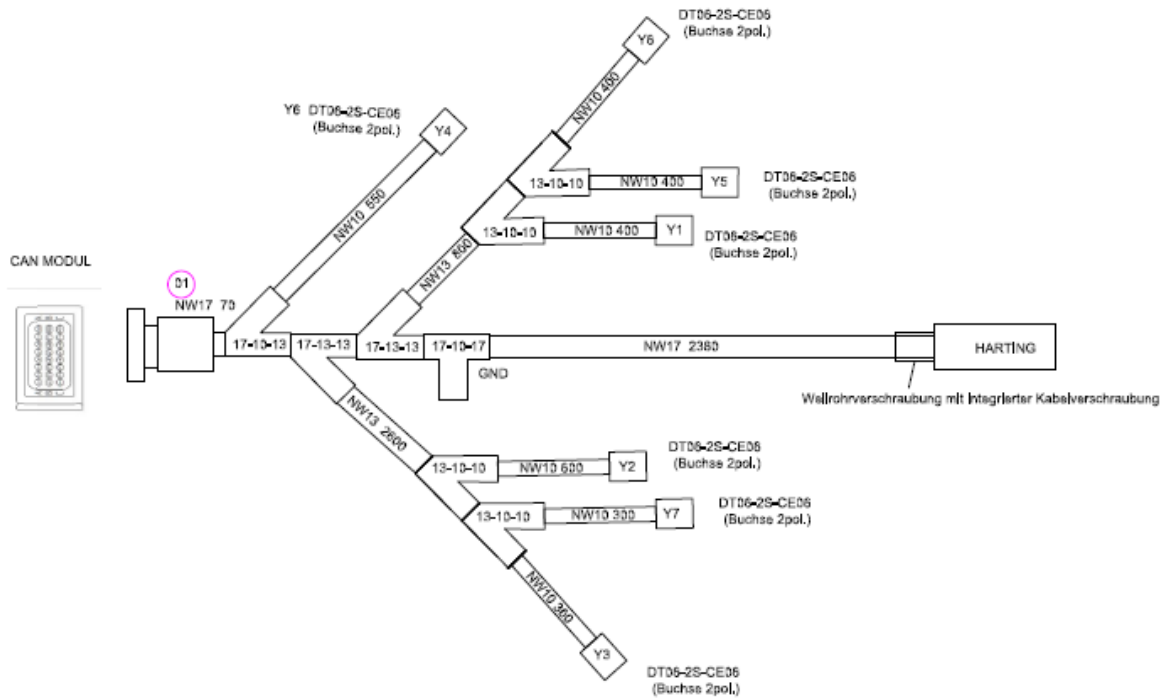 DT06-2S-CE06
(Buchse 2pol.)
Y6
NW10 400
Y6 DT06-2S-CE06
(Buchse 2pol.)
Y4
NW10 550
13-10-10
NW10 400
Y5
DT06-2S-CE06
(Buchse 2pol.)
13-10-10
NW10 400
Y1
DT06-2S-CE06
(Buchse 2pol.)
NW13 800
CAN MODUL
01
NW17 70
17-10-13
17-13-13
17-13-13
17-10-17
NW17 2380
HARTING
GND
Wellrohrverschraubung mit integrierter Kabelverschraubung
NW13 2600
13-10-10
NW10 600
Y2
DT06-2S-CE06
(Buchse 2pol.)
13-10-10
NW10 300
Y7
DT06-2S-CE06
(Buchse 2pol.)
NW10 300
Y3
DT06-2S-CE06
(Buchse 2pol.)